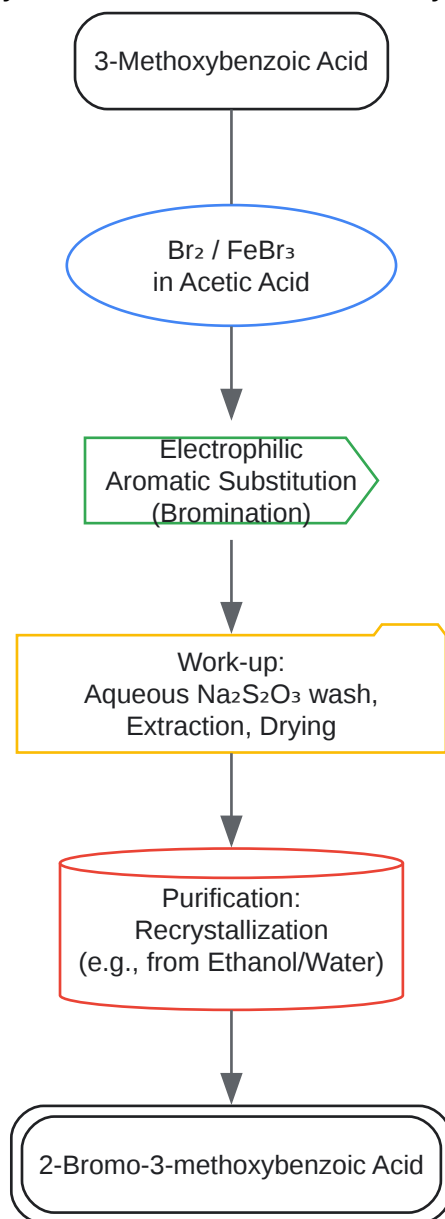 3-Methoxybenzoic Acid
Br₂ / FeBr₃
in Acetic Acid
Electrophilic
Aromatic Substitution
(Bromination)
Work-up:
Aqueous Na₂S₂O₃ wash,
Extraction, Drying
Purification:
Recrystallization
(e.g., from Ethanol/Water)
2-Bromo-3-methoxybenzoic Acid